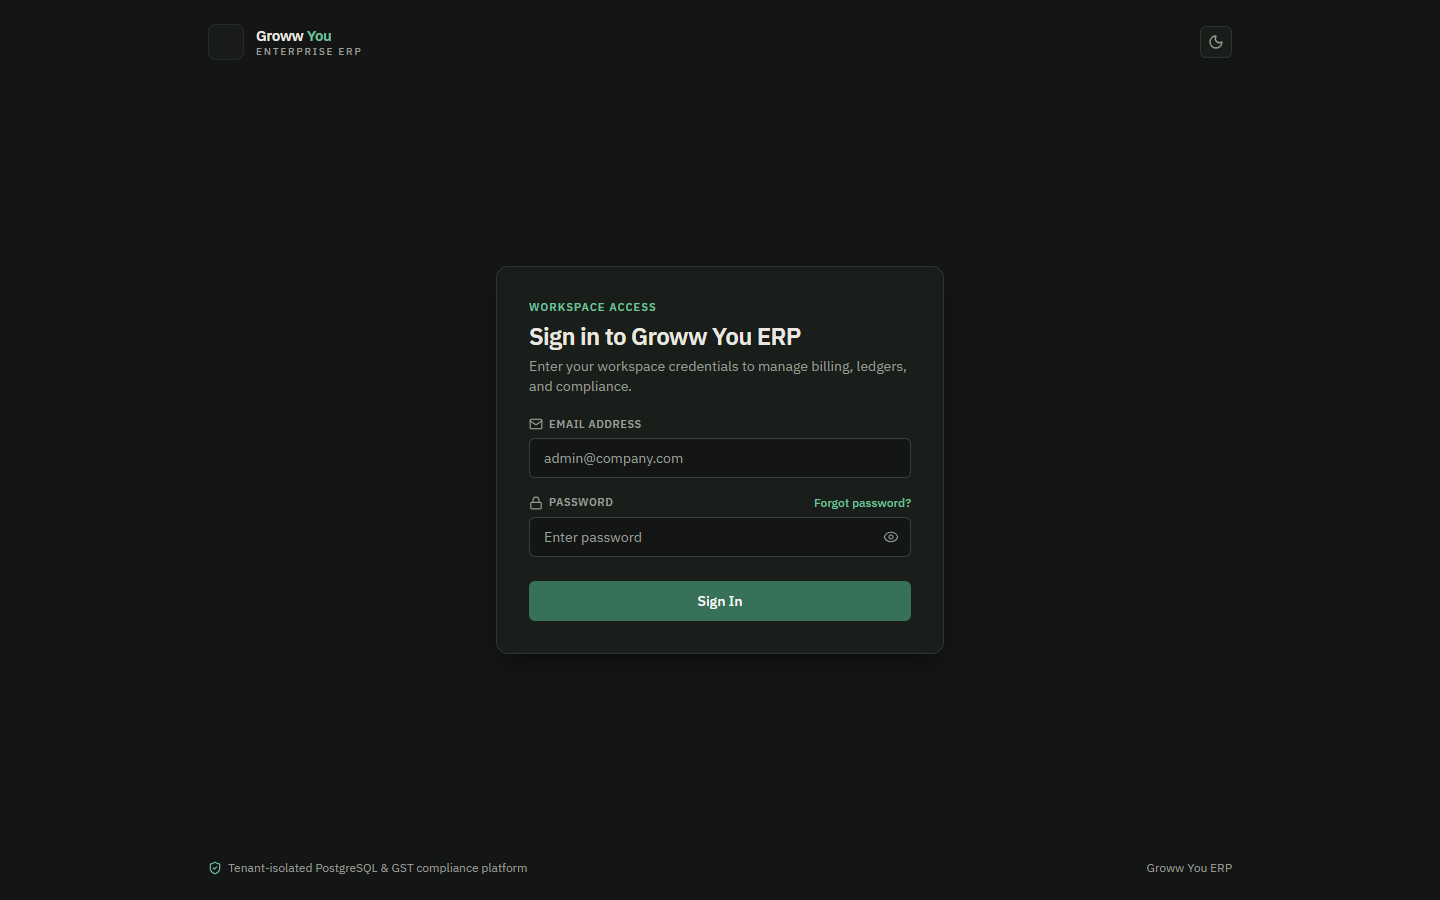 Groww You
ENTERPRISE ERP
WORKSPACE ACCESS
Sign in to Groww You ERP
Enter your workspace credentials to manage billing, ledgers,
and compliance.
EMAIL ADDRESS
admin@company.com
PASSWORD
Forgot password?
Enter password
Sign In
Tenant-isolated PostgreSQL & GST compliance platform
Groww You ERP